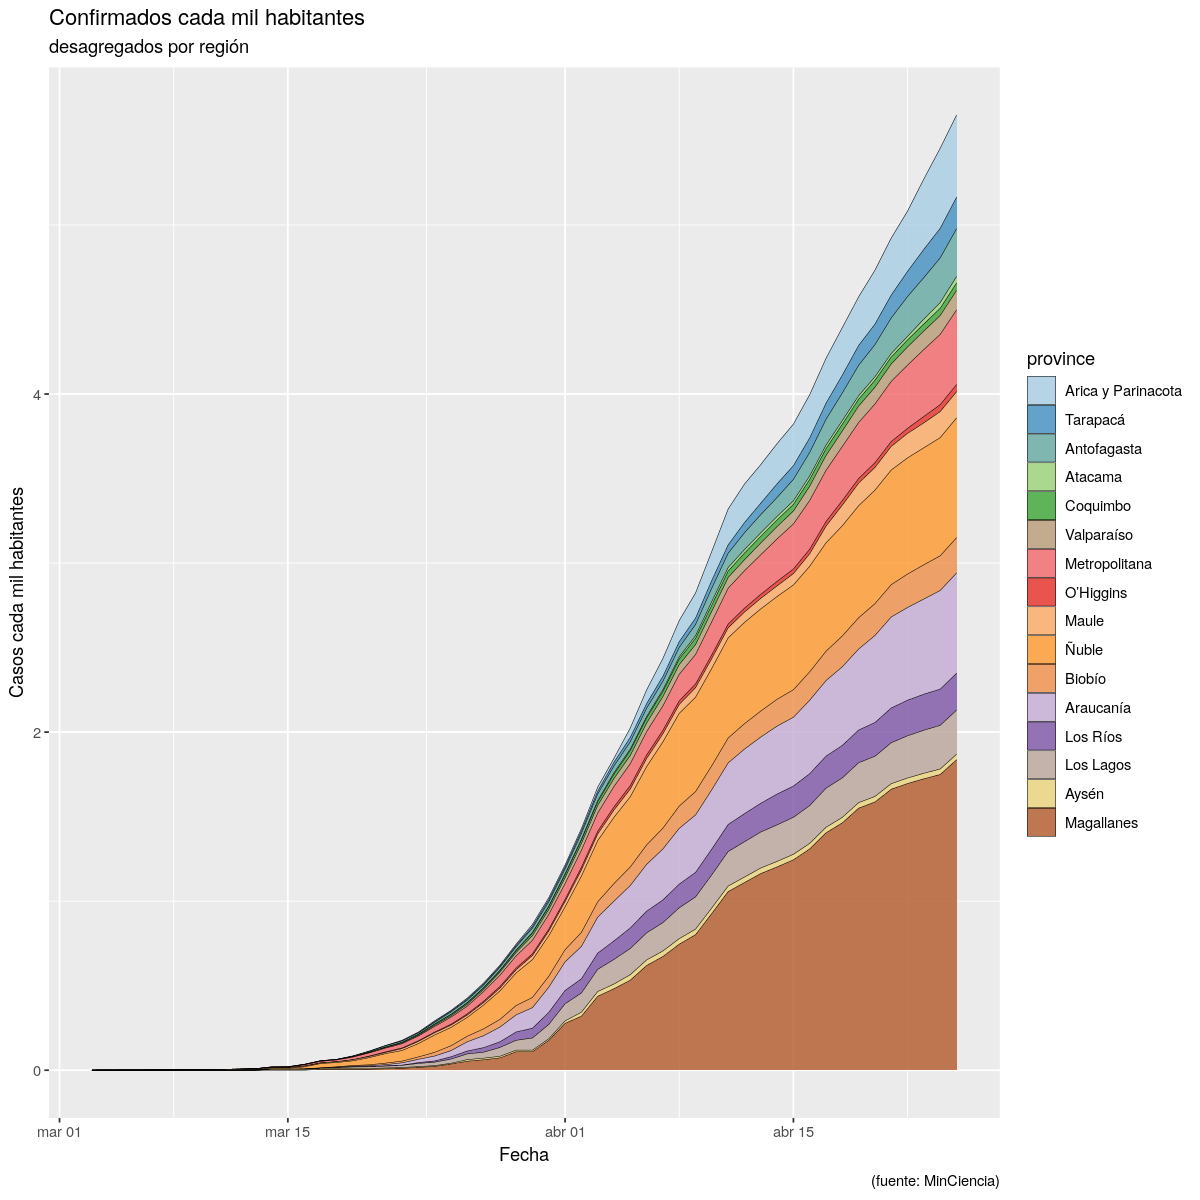 Confirmados cada mil habitantes
desagregados por región
Casos cada mil habitantes
4
2
0
mar 01
mar 15
abr 01
abr 15
Fecha
province
Arica y Parinacota
Tarapacá
Antofagasta
Atacama
Coquimbo
Valparaíso
Metropolitana
O'Higgins
Maule
Ñuble
Biobío
Araucanía
Los Ríos
Los Lagos
Aysén
Magallanes
(fuente: MinCiencia)